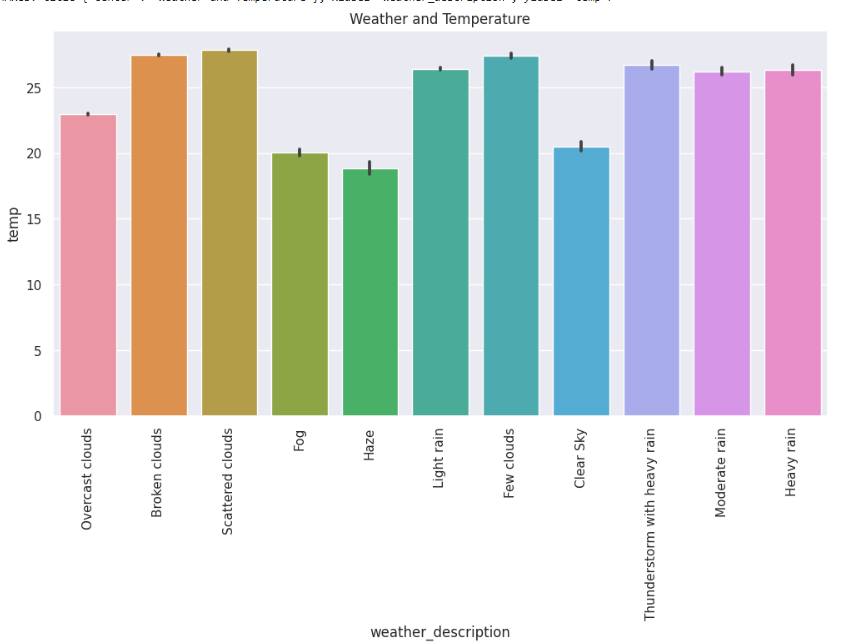 Weather and Temperature
temp
25
20
15
10
5
0
Overcast clouds
Broken clouds
Scattered clouds
Fog
Haze
Light rain
Few clouds
Clear Sky
Thunderstorm with heavy rain
Moderate rain
Heavy rain
weather_description